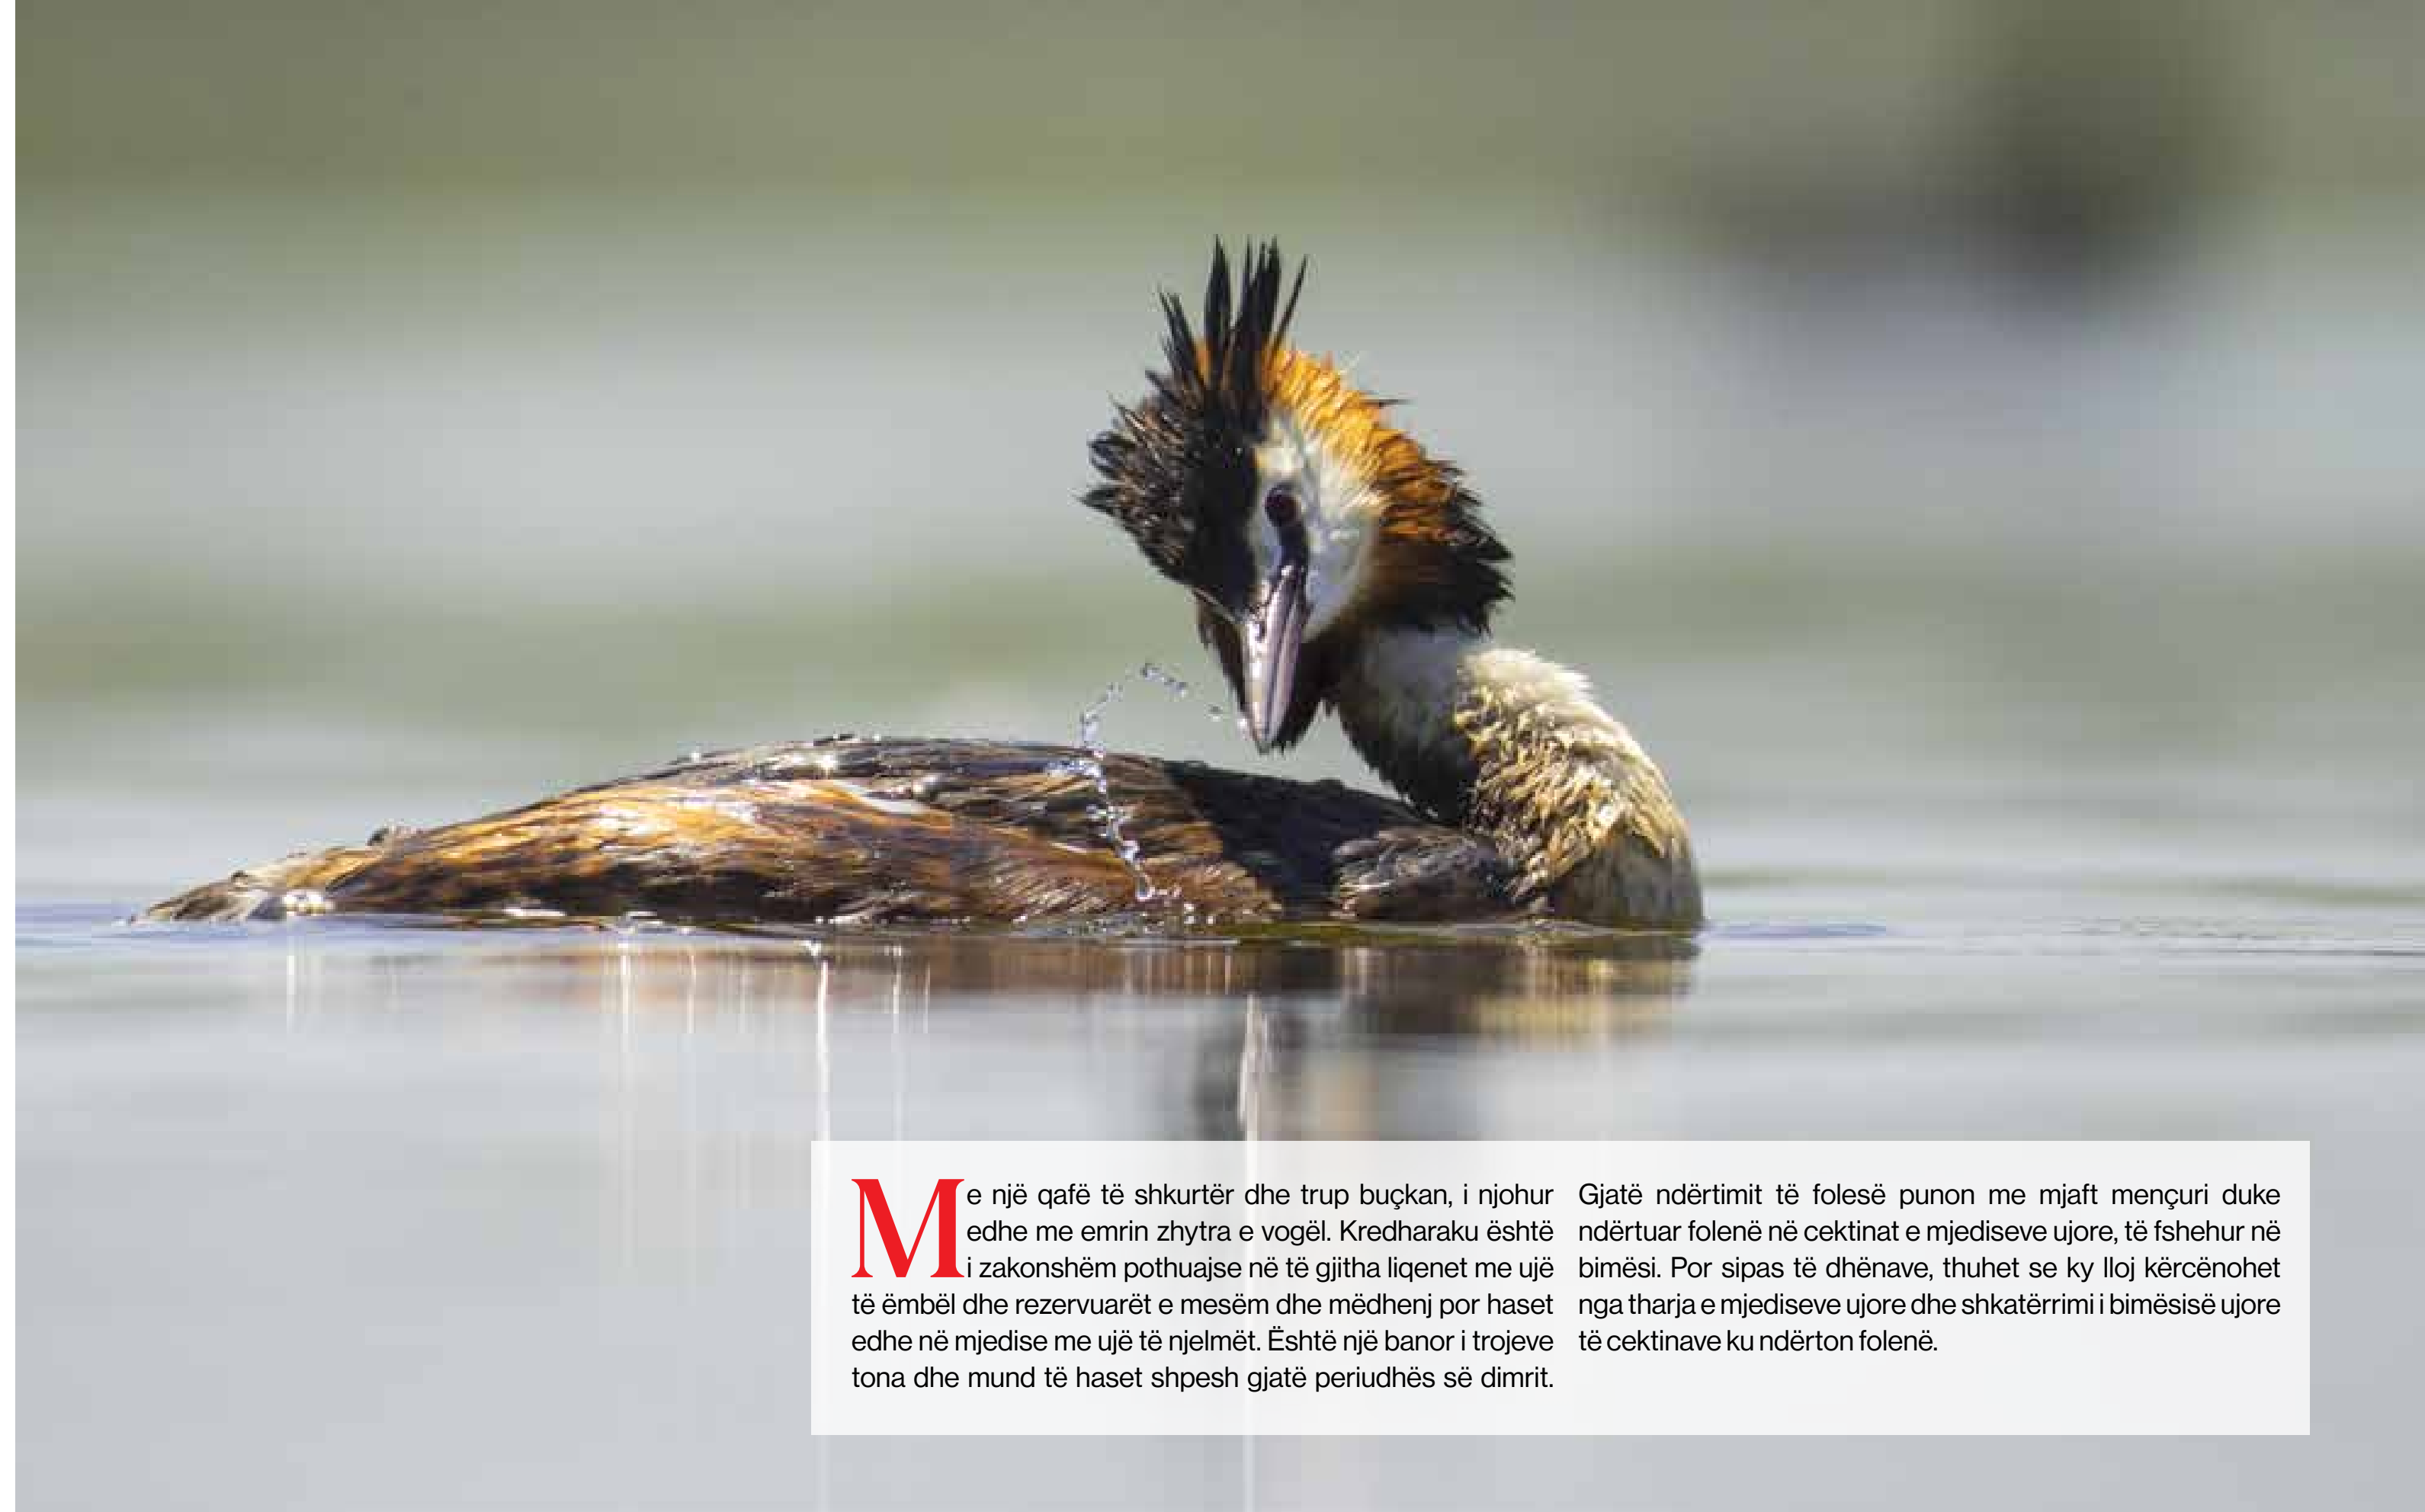 Me një qafë të shkurtër dhe trup buçkan, i njohur
edhe me emrin zhytra e vogël. Kredharaku është
i zakonshëm pothuajse në të gjitha liqenet me ujë
të ëmbël dhe rezervuarët e mesëm dhe mëdhenj por haset
edhe në mjedise me ujë të njelmët. Është një banor i trojeve
tona dhe mund të haset shpesh gjatë periudhës së dimrit.
Gjatë ndërtimit të folesë punon me mjaft mençuri duke
ndërtuar folenë në cektinat e mjediseve ujore, të fshehur në
bimësi. Por sipas të dhënave, thuhet se ky lloj kërcënohet
nga tharja e mjediseve ujore dhe shkatërrimi i bimësisë ujore
të cektinave ku ndërton folenë.